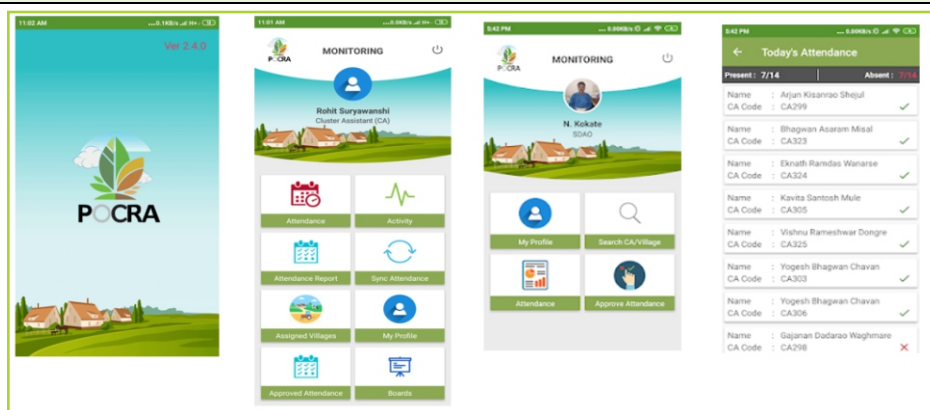 11:02 AM
...0.1KB/s
Ver 2.4.0
POCRA
11:01 AM
...0.0KB/s
POCRA
MONITORING
Rohit Suryawanshi
Cluster Assistant (CA)
Attendance
Activity
Attendance Report
Sync Attendance
Assigned Villages
My Profile
Approved Attendance
Boards
5:42 PM
... 0.00KB/s
POCRA
MONITORING
N. Kokate
SDAO
My Profile
Search CA/Village
Attendance
Approve Attendance
5:42 PM
... 0.00KB/s
Today's Attendance
Present : 7/14 Absent : 7/14
Name : Arjun Kisanrao Shejul
CA Code : CA299
Name : Bhagwan Asaram Misal
CA Code : CA323
Name : Eknath Ramdas Wanarse
CA Code : CA324
Name : Kavita Santosh Mule
CA Code : CA305
Name : Vishnu Rameshwar Dongre
CA Code : CA325
Name : Yogesh Bhagwan Chavan
CA Code : CA303
Name : Yogesh Bhagwan Chavan
CA Code : CA306
Name : Gajanan Dadarao Waghmare
CA Code : CA298